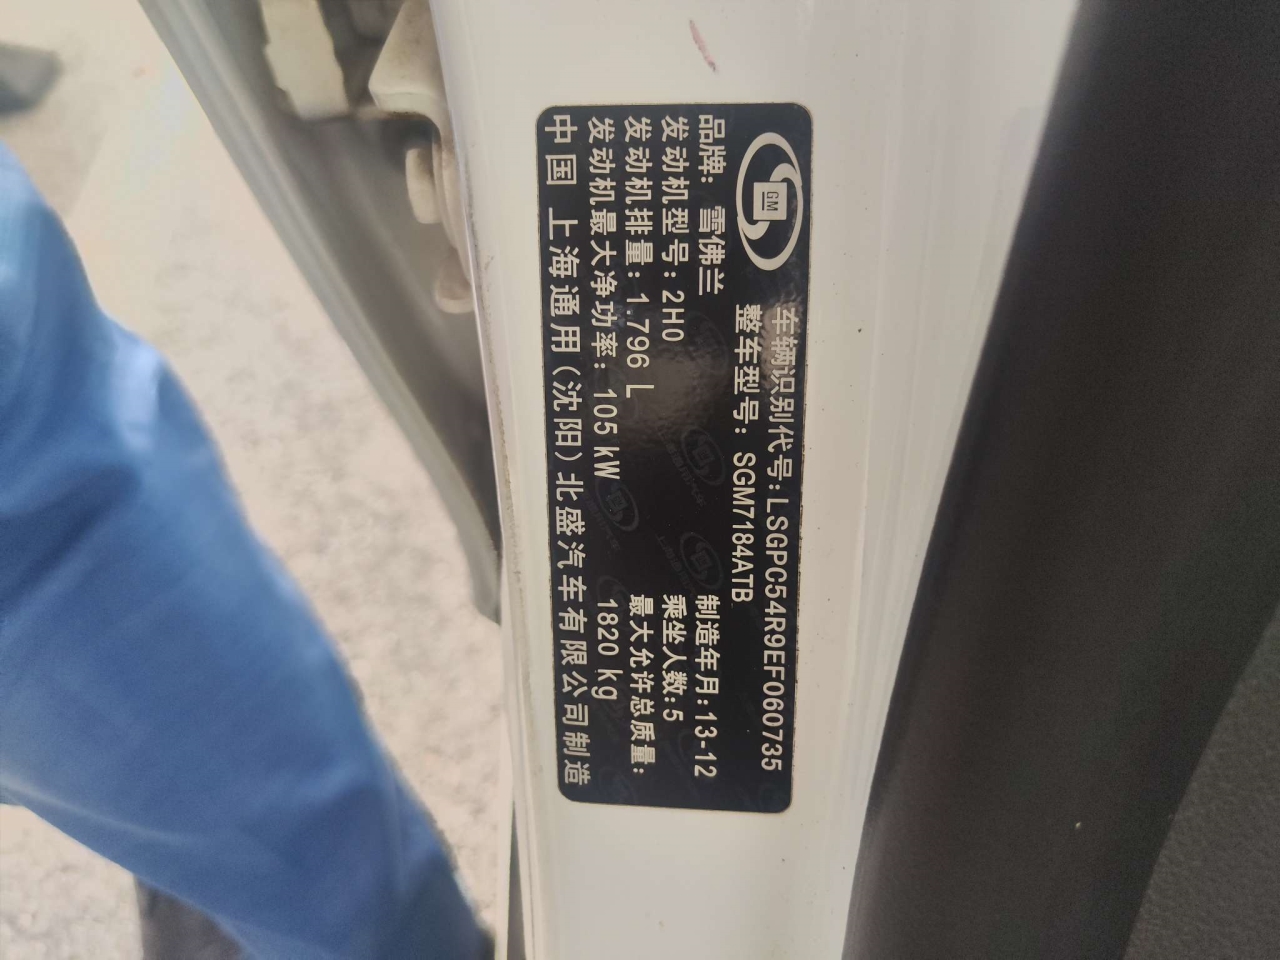 GM
车辆识别代号:LSGPC54R9EF060735
整车型号: SGM7184ATB
品牌: 雪佛兰
制造年月:13-12
发动机型号:2H0
乘坐人数:5
发动机排量:1.796 L
最大允许总质量:
发动机最大净功率: 105 kW
1820 kg
中国 上海通用(沈阳)北盛汽车有限公司制造